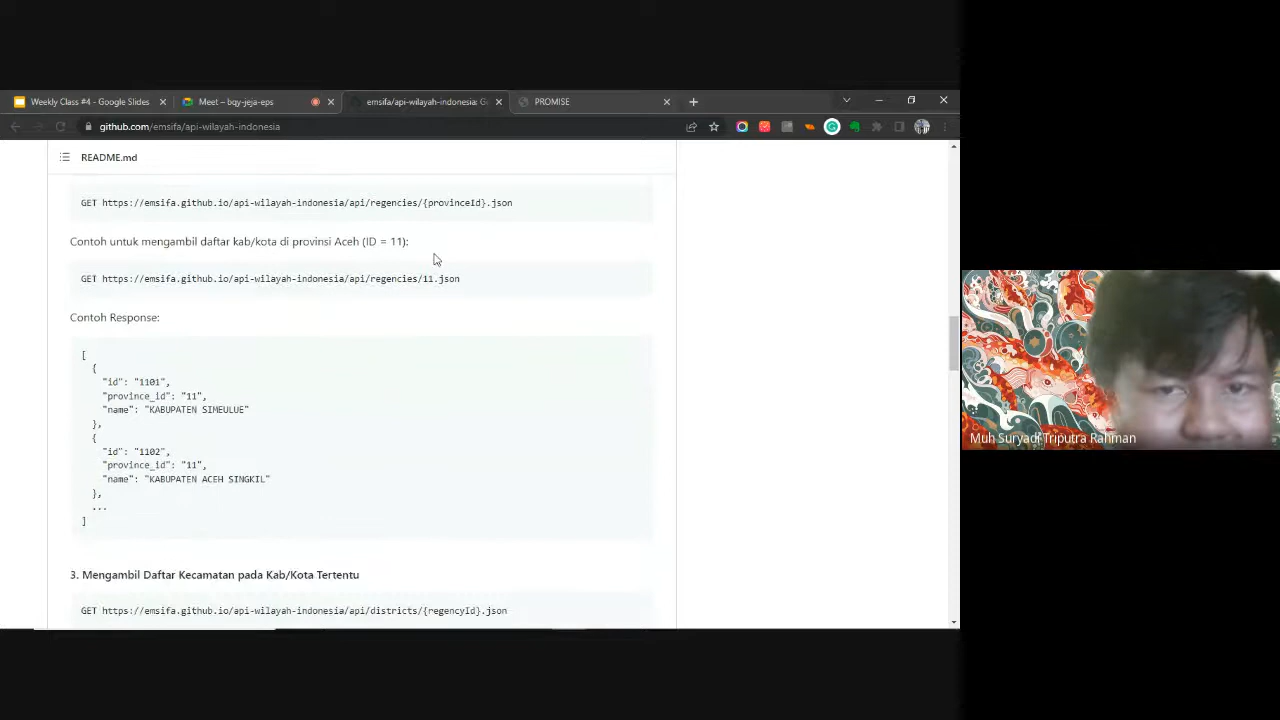 Weekly Class #4 - Google Slides
Meet – bqy-jeja-eps
emsifa/api-wilayah-indonesia: G
PROMISE
github.com/emsifa/api-wilayah-indonesia
README.md
GET https://emsifa.github.io/api-wilayah-indonesia/api/regencies/{provinceId}.json
Contoh untuk mengambil daftar kab/kota di provinsi Aceh (ID = 11):
GET https://emsifa.github.io/api-wilayah-indonesia/api/regencies/11.json
Contoh Response:
[
{
"id": "1101",
"province_id": "11",
"name": "KABUPATEN SIMEULUE"
},
{
"id": "1102",
"province_id": "11",
"name": "KABUPATEN ACEH SINGKIL"
},
...
]
3. Mengambil Daftar Kecamatan pada Kab/Kota Tertentu
GET https://emsifa.github.io/api-wilayah-indonesia/api/districts/{regencyId}.json
Muh Suryadi Triputra Rahman